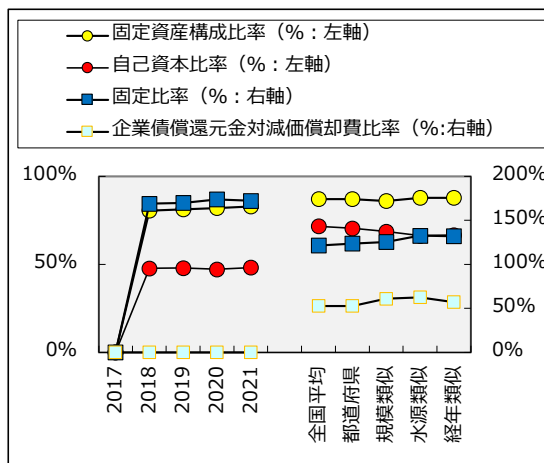 固定資産構成比率（%：左軸）
自己資本比率（%：左軸）
固定比率（%：右軸）
企業債償還元金対減価償却費比率（%:右軸）
100%
50%
0%
200%
150%
100%
50%
0%
2017
2018
2019
2020
2021
全国平均
都道府県
規模類似
水源類似
経年類似